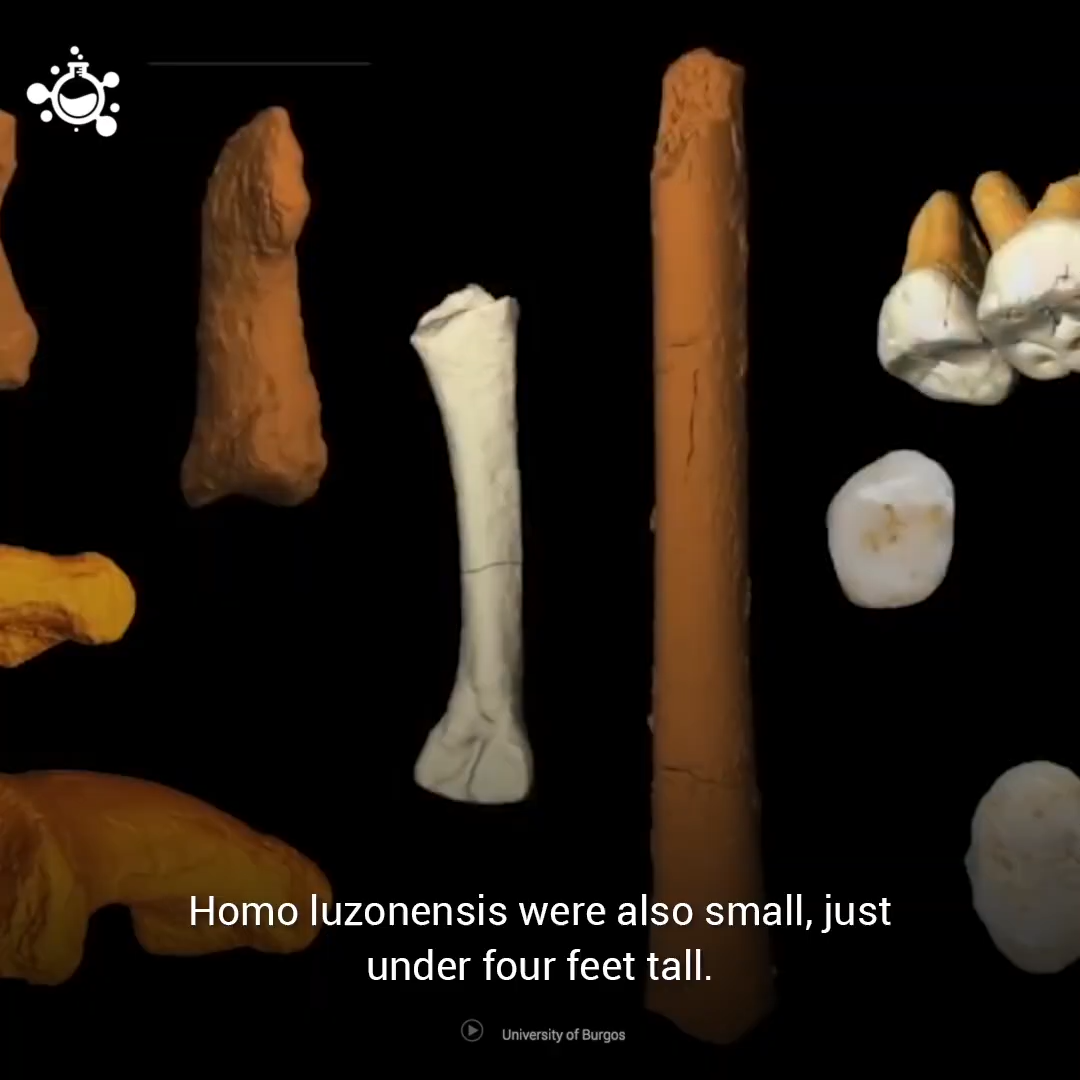 Homo luzonensis were also small, just
under four feet tall.
University of Burgos